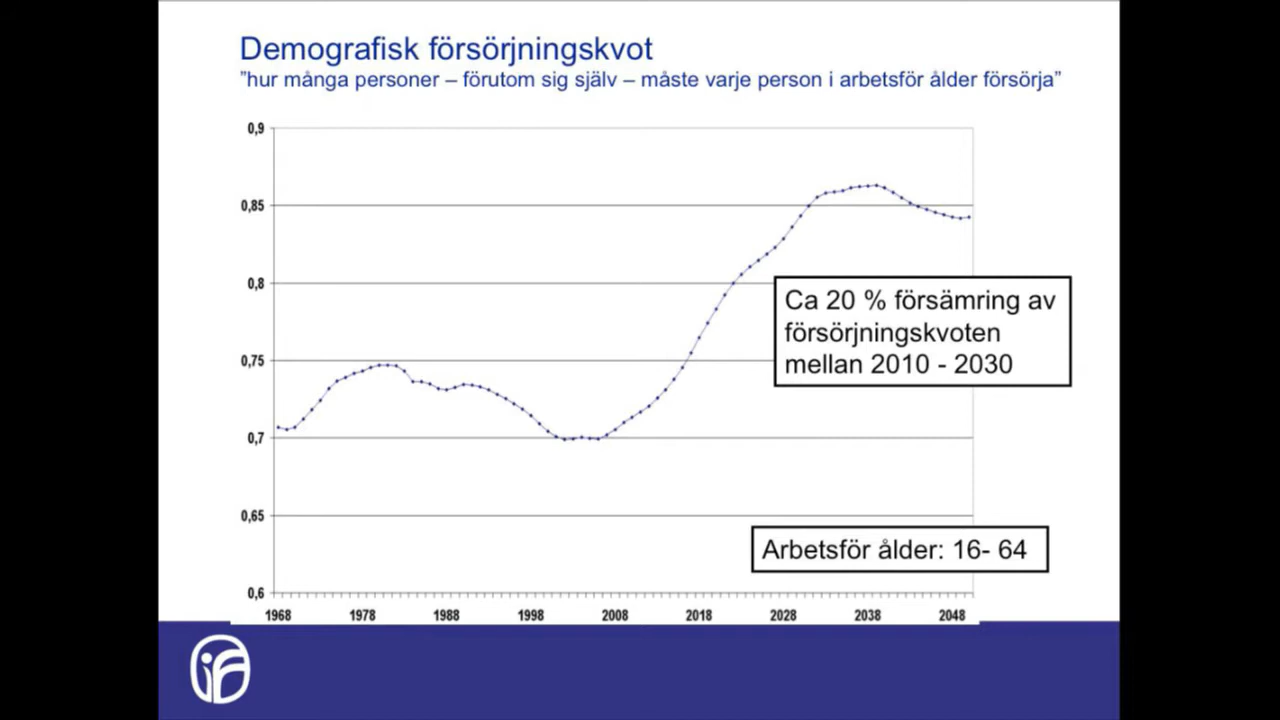 Demografisk försörjningskvot
”hur många personer – förutom sig själv – måste varje person i arbetsför ålder försörja”
0,9
0,85
0,8
Ca 20 % försämring av
försörjningskvoten
mellan 2010 - 2030
0,75
0,7
0,65
Arbetsför ålder: 16- 64
0,6
1968 1978 1988 1998 2008 2018 2028 2038 2048